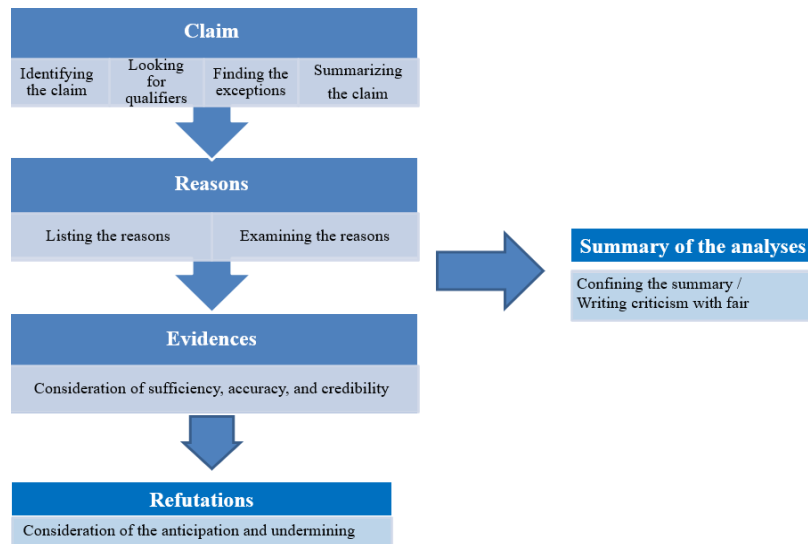 Claim
Identifying
the claim
Looking
for
qualifiers
Finding the
exceptions
Summarizing
the claim
Reasons
Listing the reasons
Examining the reasons
Evidences
Consideration of sufficiency, accuracy, and credibility
Refutations
Consideration of the anticipation and undermining
Summary of the analyses
Confining the summary /
Writing criticism with fair